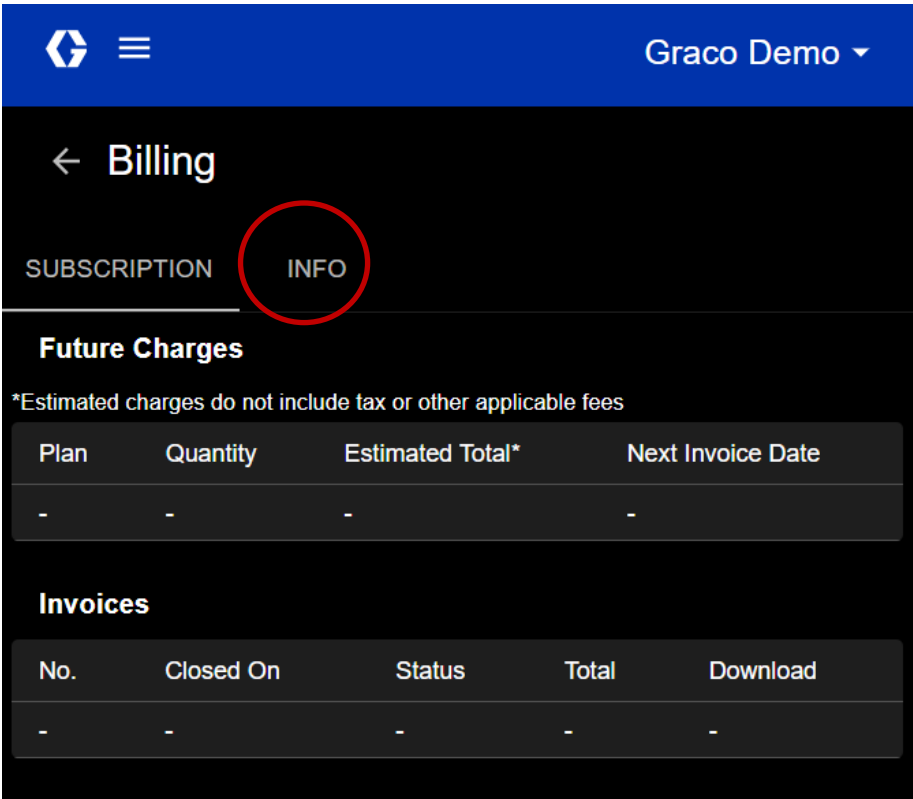 Graco Demo
Billing
SUBSCRIPTION INFO
Future Charges
*Estimated charges do not include tax or other applicable fees
Plan Quantity Estimated Total* Next Invoice Date
- - - -
Invoices
No. Closed On Status Total Download
- - - - -